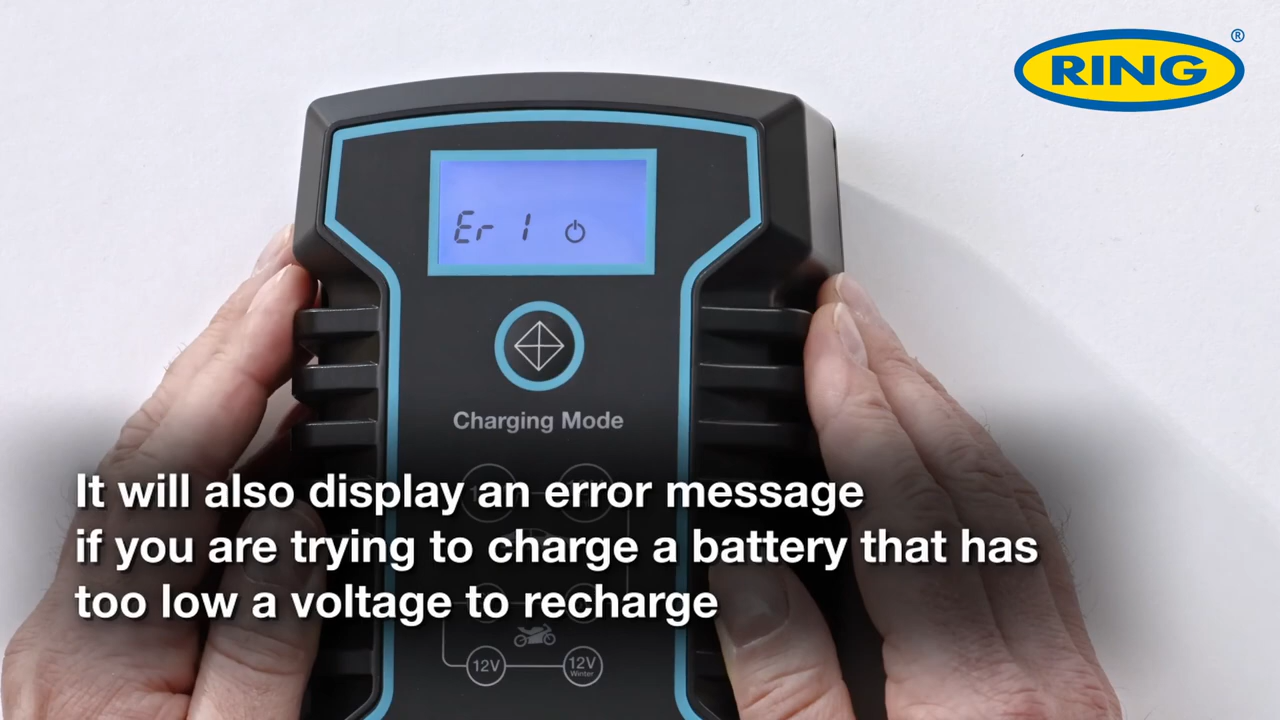 RING®
Er 1
Charging Mode
It will also display an error message
if you are trying to charge a battery that has
too low a voltage to recharge
12V
12V
Winter